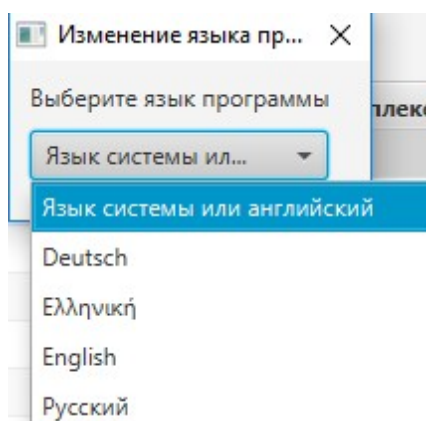 Изменение языка пр...
Выберите язык программы
Язык системы ил...
Язык системы или английский
Deutsch
Ελληνική
English
Русский